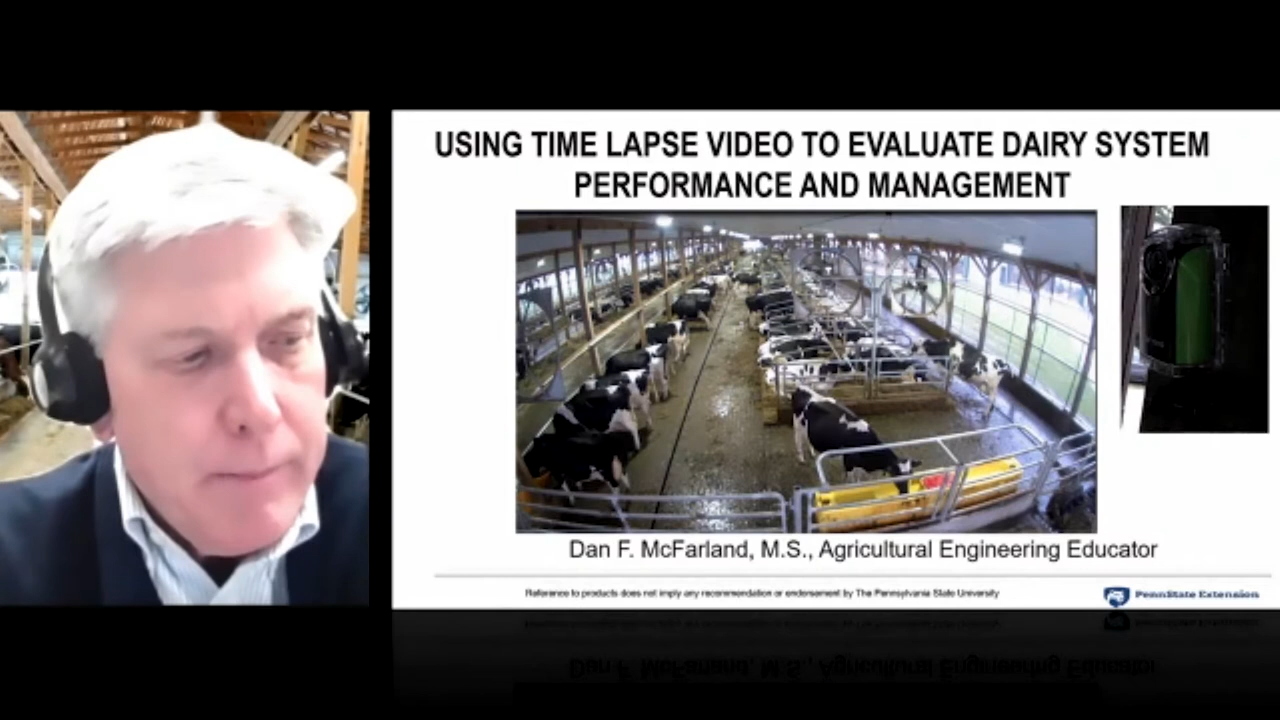 USING TIME LAPSE VIDEO TO EVALUATE DAIRY SYSTEM
PERFORMANCE AND MANAGEMENT
Dan F. McFarland, M.S., Agricultural Engineering Educator
Reference to products does not imply any recommendation or endorsement by The Pennsylvania State University
PennState Extension